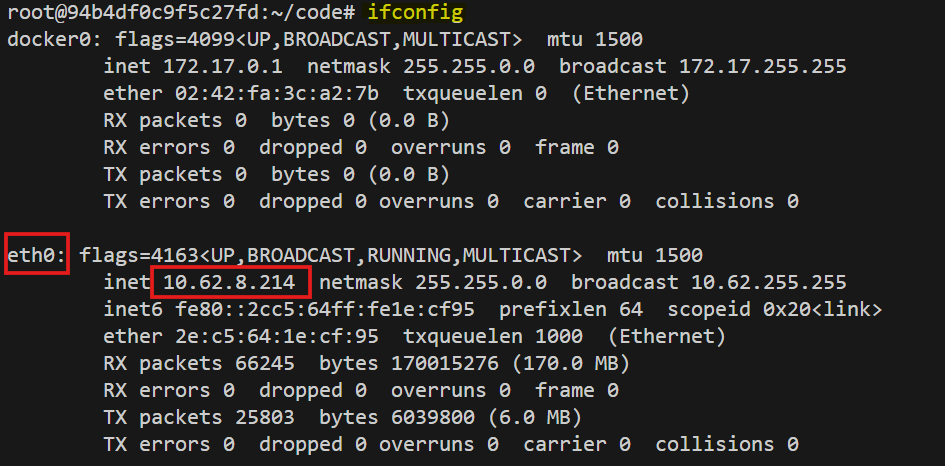 root@94b4df0c9f5c27fd:~/code# ifconfig
docker0: flags=4099<UP,BROADCAST,MULTICAST>  mtu 1500
        inet 172.17.0.1  netmask 255.255.0.0  broadcast 172.17.255.255
        ether 02:42:fa:3c:a2:7b  txqueuelen 0  (Ethernet)
        RX packets 0  bytes 0 (0.0 B)
        RX errors 0  dropped 0  overruns 0  frame 0
        TX packets 0  bytes 0 (0.0 B)
        TX errors 0  dropped 0 overruns 0  carrier 0  collisions 0

eth0: flags=4163<UP,BROADCAST,RUNNING,MULTICAST>  mtu 1500
        inet 10.62.8.214  netmask 255.255.0.0  broadcast 10.62.255.255
        inet6 fe80::2cc5:64ff:fe1e:cf95  prefixlen 64  scopeid 0x20<link>
        ether 2e:c5:64:1e:cf:95  txqueuelen 1000  (Ethernet)
        RX packets 66245  bytes 170015276 (170.0 MB)
        RX errors 0  dropped 0  overruns 0  frame 0
        TX packets 25803  bytes 6039800 (6.0 MB)
        TX errors 0  dropped 0 overruns 0  carrier 0  collisions 0